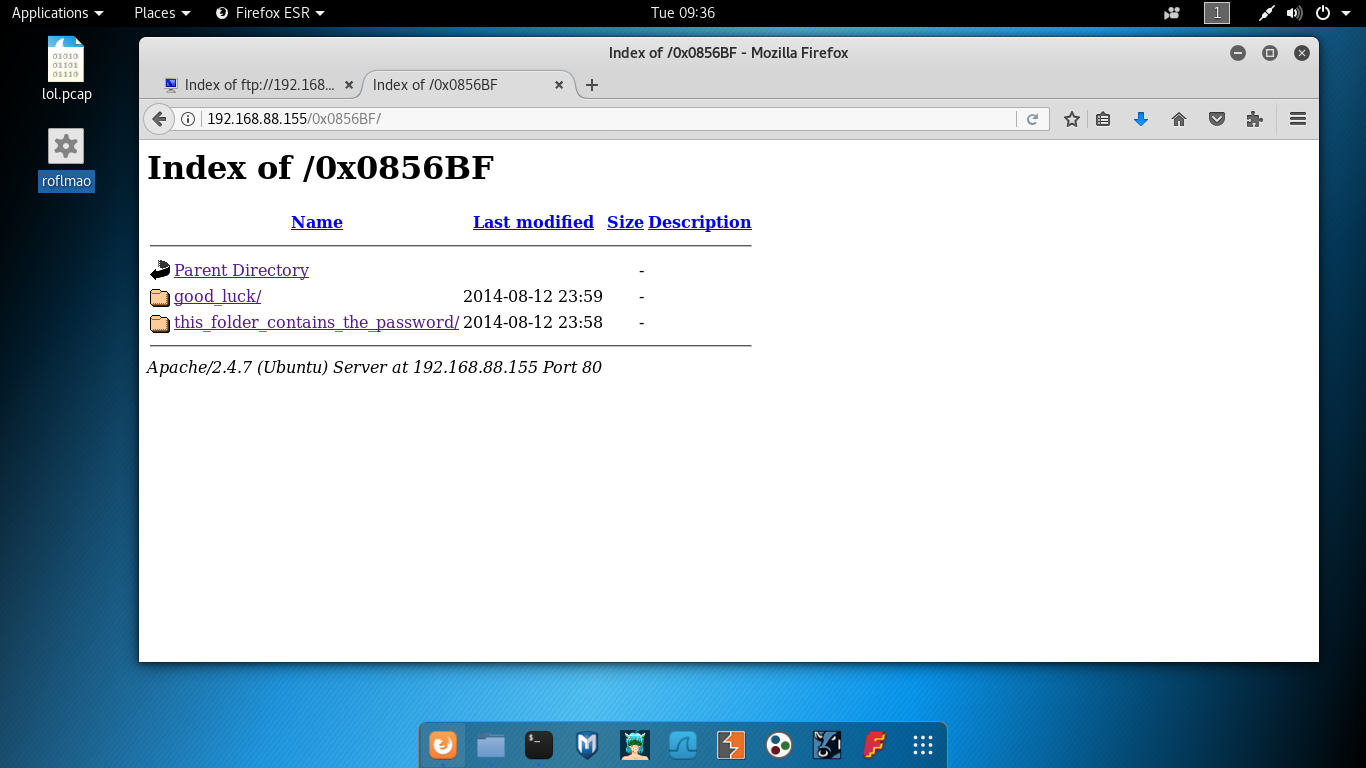 Applications Places Firefox ESR Tue 09:36 1
Index of /0x0856BF - Mozilla Firefox
Index of ftp://192.168... Index of /0x0856BF
192.168.88.155/0x0856BF/
Index of /0x0856BF
Name Last modified Size Description
Parent Directory -
good_luck/ 2014-08-12 23:59 -
this_folder_contains_the_password/ 2014-08-12 23:58 -
Apache/2.4.7 (Ubuntu) Server at 192.168.88.155 Port 80
01010
01110
lol.pcap
roflmao
$_